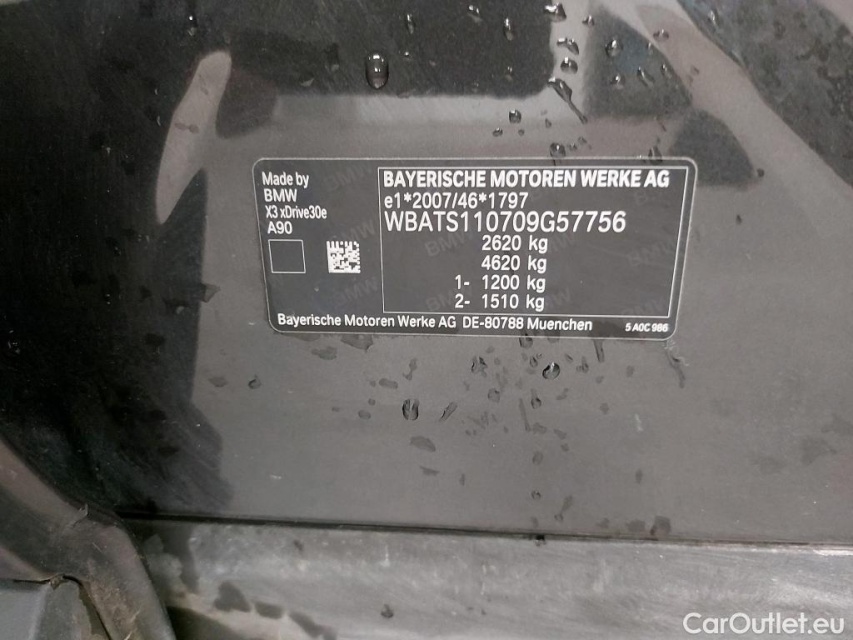 Made by
BMW
X3 xDrive30e
A90
BAYERISCHE MOTOREN WERKE AG
e1*2007/46*1797
WBATS110709G57756
2620 kg
4620 kg
1- 1200 kg
2- 1510 kg
Bayerische Motoren Werke AG DE-80788 Muenchen
5 A0C 986
CarOutlet.eu